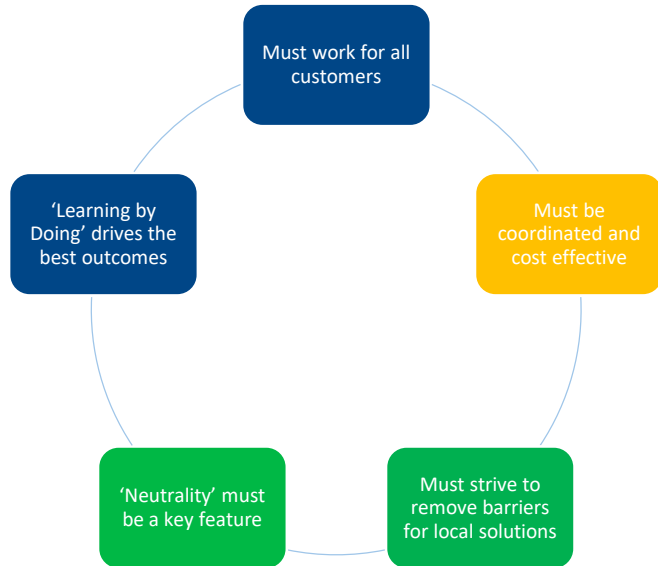 Must work for all
customers
Must be
coordinated and
cost effective
Must strive to
remove barriers
for local solutions
‘Neutrality’ must
be a key feature
‘Learning by
Doing’ drives the
best outcomes